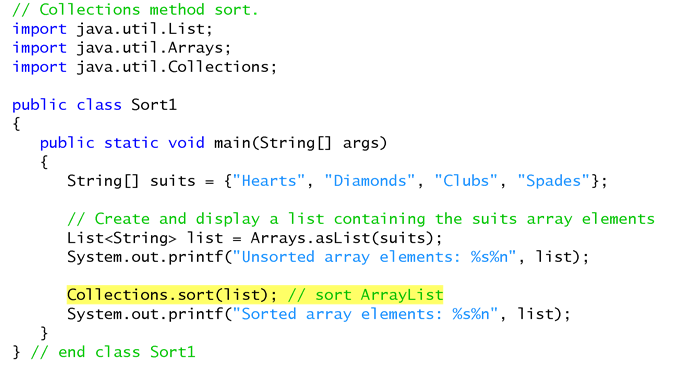 // Collections method sort.
import java.util.List;
import java.util.Arrays;
import java.util.Collections;
public class Sort1
{
public static void main(String[] args)
{
String[] suits = {"Hearts", "Diamonds", "Clubs", "Spades"};
// Create and display a list containing the suits array elements
List<String> list = Arrays.asList(suits);
System.out.printf("Unsorted array elements: %s%n", list);
Collections.sort(list); // sort ArrayList
System.out.printf("Sorted array elements: %s%n", list);
}
} // end class Sort1